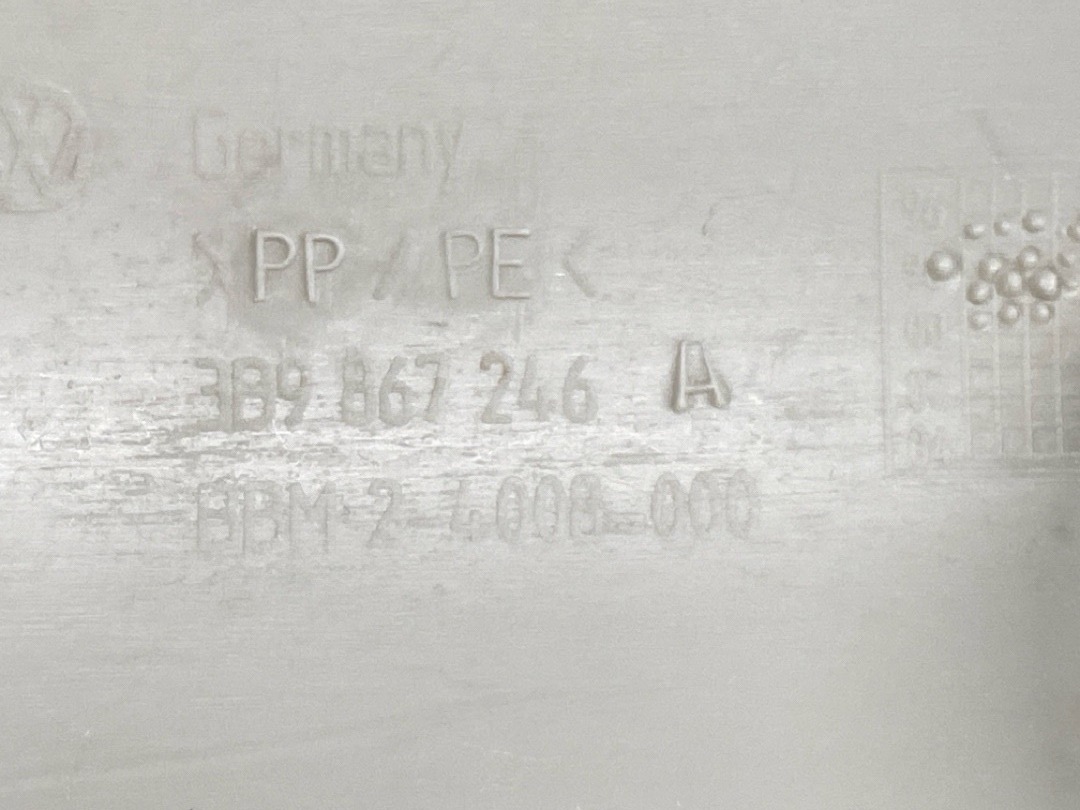 Germany
>PP / PE<
3B9 867 246 A
BBM-2 4008-000